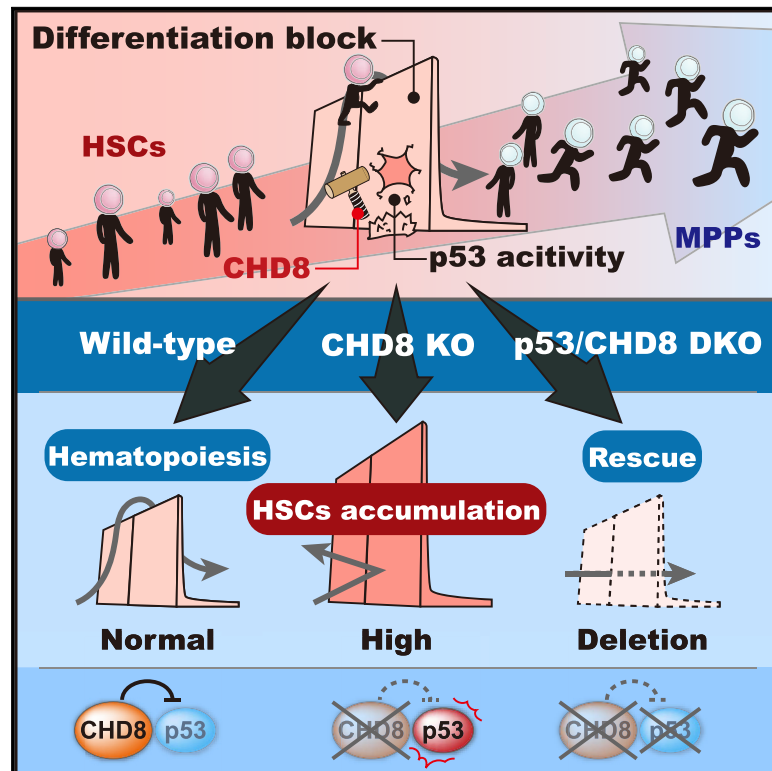 Differentiation block
HSCs
CHD8
p53 acitivity
MPPs
Wild-type
CHD8 KO
p53/CHD8 DKO
Hematopoiesis
HSCs accumulation
Rescue
Normal
High
Deletion
CHD8
p53
CHD8
p53
CHD8
p53